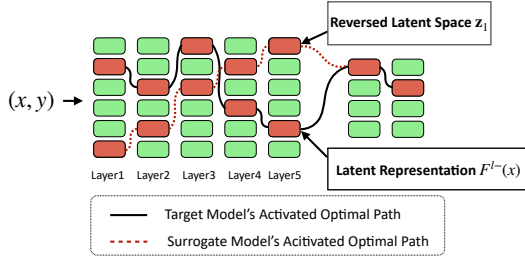 Reversed Latent Space z₁
(x, y)
Latent Representation Fˡ⁻(x)
Layer1 Layer2 Layer3 Layer4 Layer5
Target Model's Activated Optimal Path
Surrogate Model's Acitivated Optimal Path